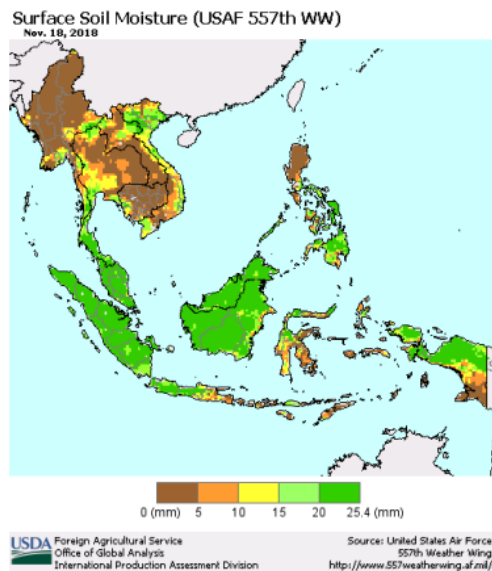 Surface Soil Moisture (USAF 557th WW)
Nov. 18, 2018
0 (mm) 5 10 15 20 25.4 (mm)
USDA
Foreign Agricultural Service
Office of Global Analysis
International Production Assessment Division
Source: United States Air Force
557th Weather Wing
http://www.557weatherwing.af.mil/